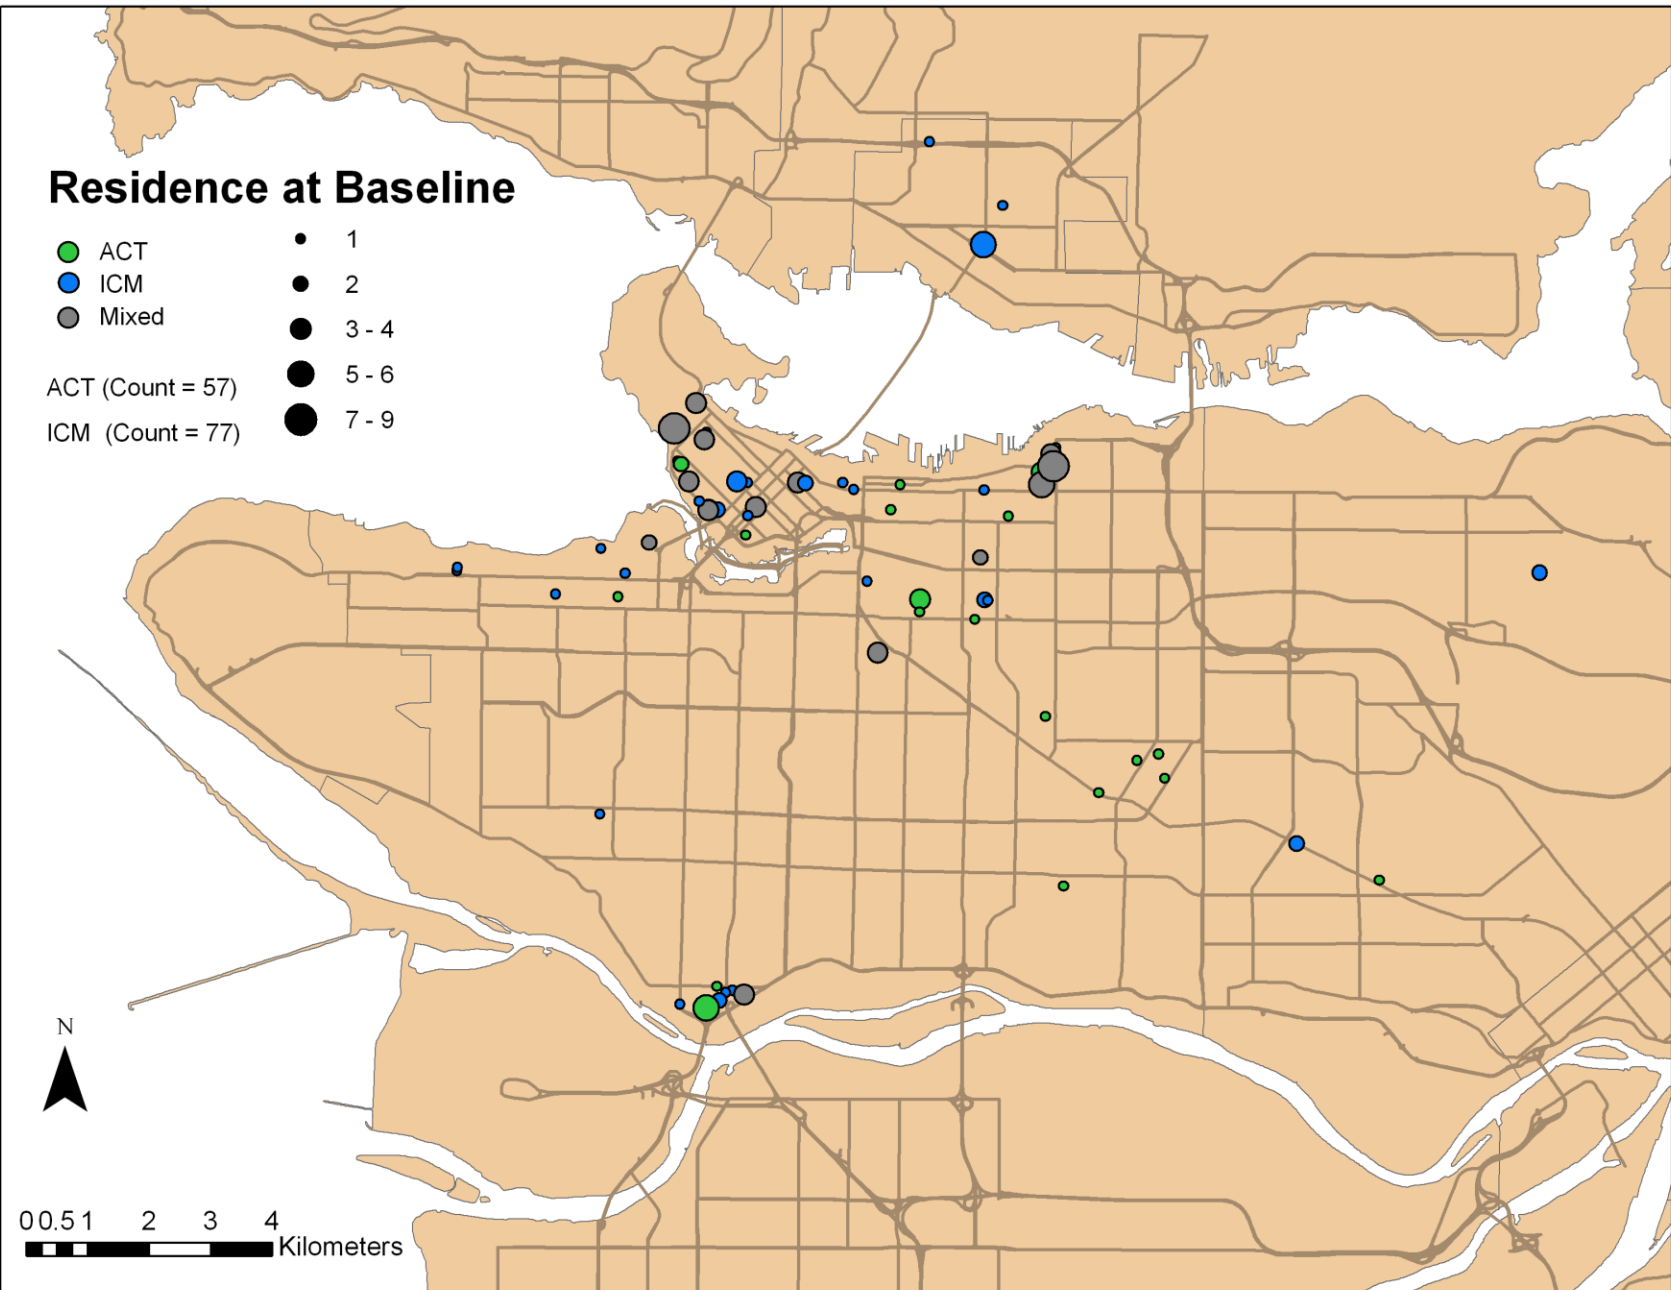 Residence at Baseline
ACT
ICM
Mixed
1
2
3 - 4
5 - 6
7 - 9
ACT (Count = 57)
ICM (Count = 77)
N
0 0.5 1 2 3 4
Kilometers